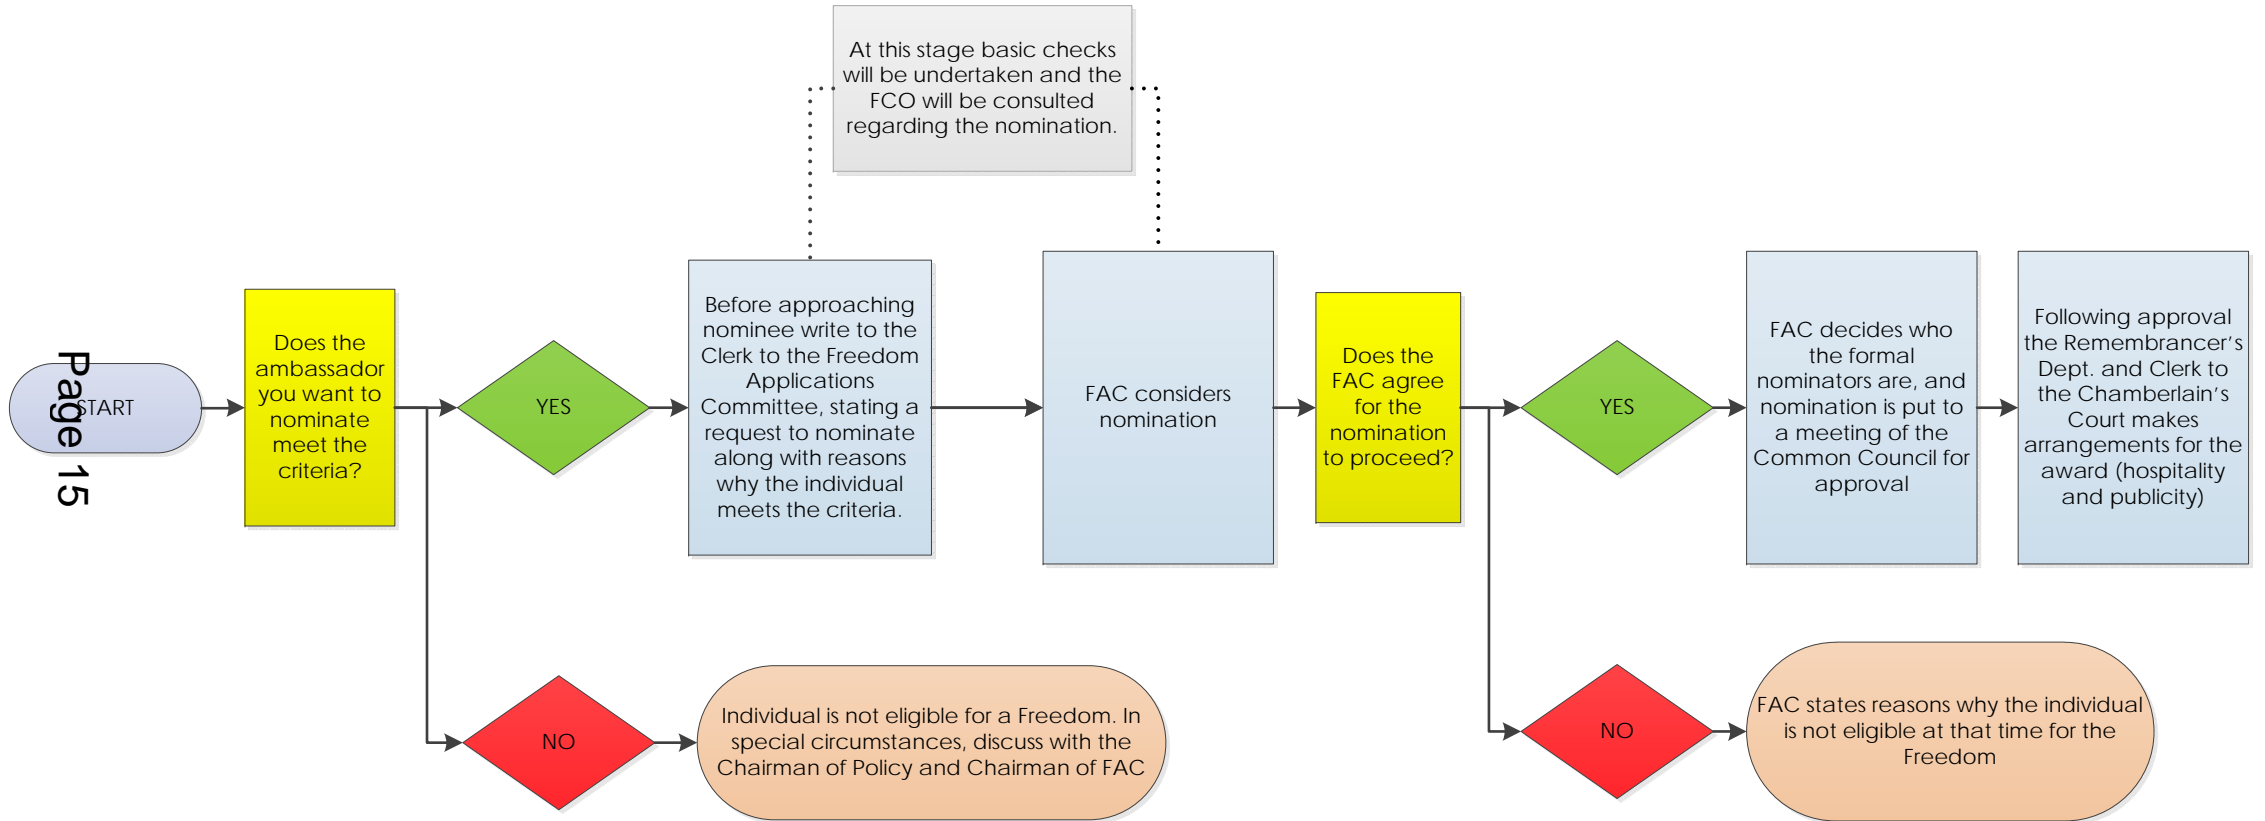 At this stage basic checks
will be undertaken and the
FCO will be consulted
regarding the nomination.
Page 15
START
Does the
ambassador
you want to
nominate
meet the
criteria?
YES
Before approaching
nominee write to the
Clerk to the Freedom
Applications
Committee, stating a
request to nominate
along with reasons
why the individual
meets the criteria.
FAC considers
nomination
Does the
FAC agree
for the
nomination
to proceed?
YES
FAC decides who
the formal
nominators are, and
nomination is put to
a meeting of the
Common Council for
approval
Following approval
the Remembrancer’s
Dept. and Clerk to
the Chamberlain’s
Court makes
arrangements for the
award (hospitality
and publicity)
NO
Individual is not eligible for a Freedom. In
special circumstances, discuss with the
Chairman of Policy and Chairman of FAC
NO
FAC states reasons why the individual
is not eligible at that time for the
Freedom